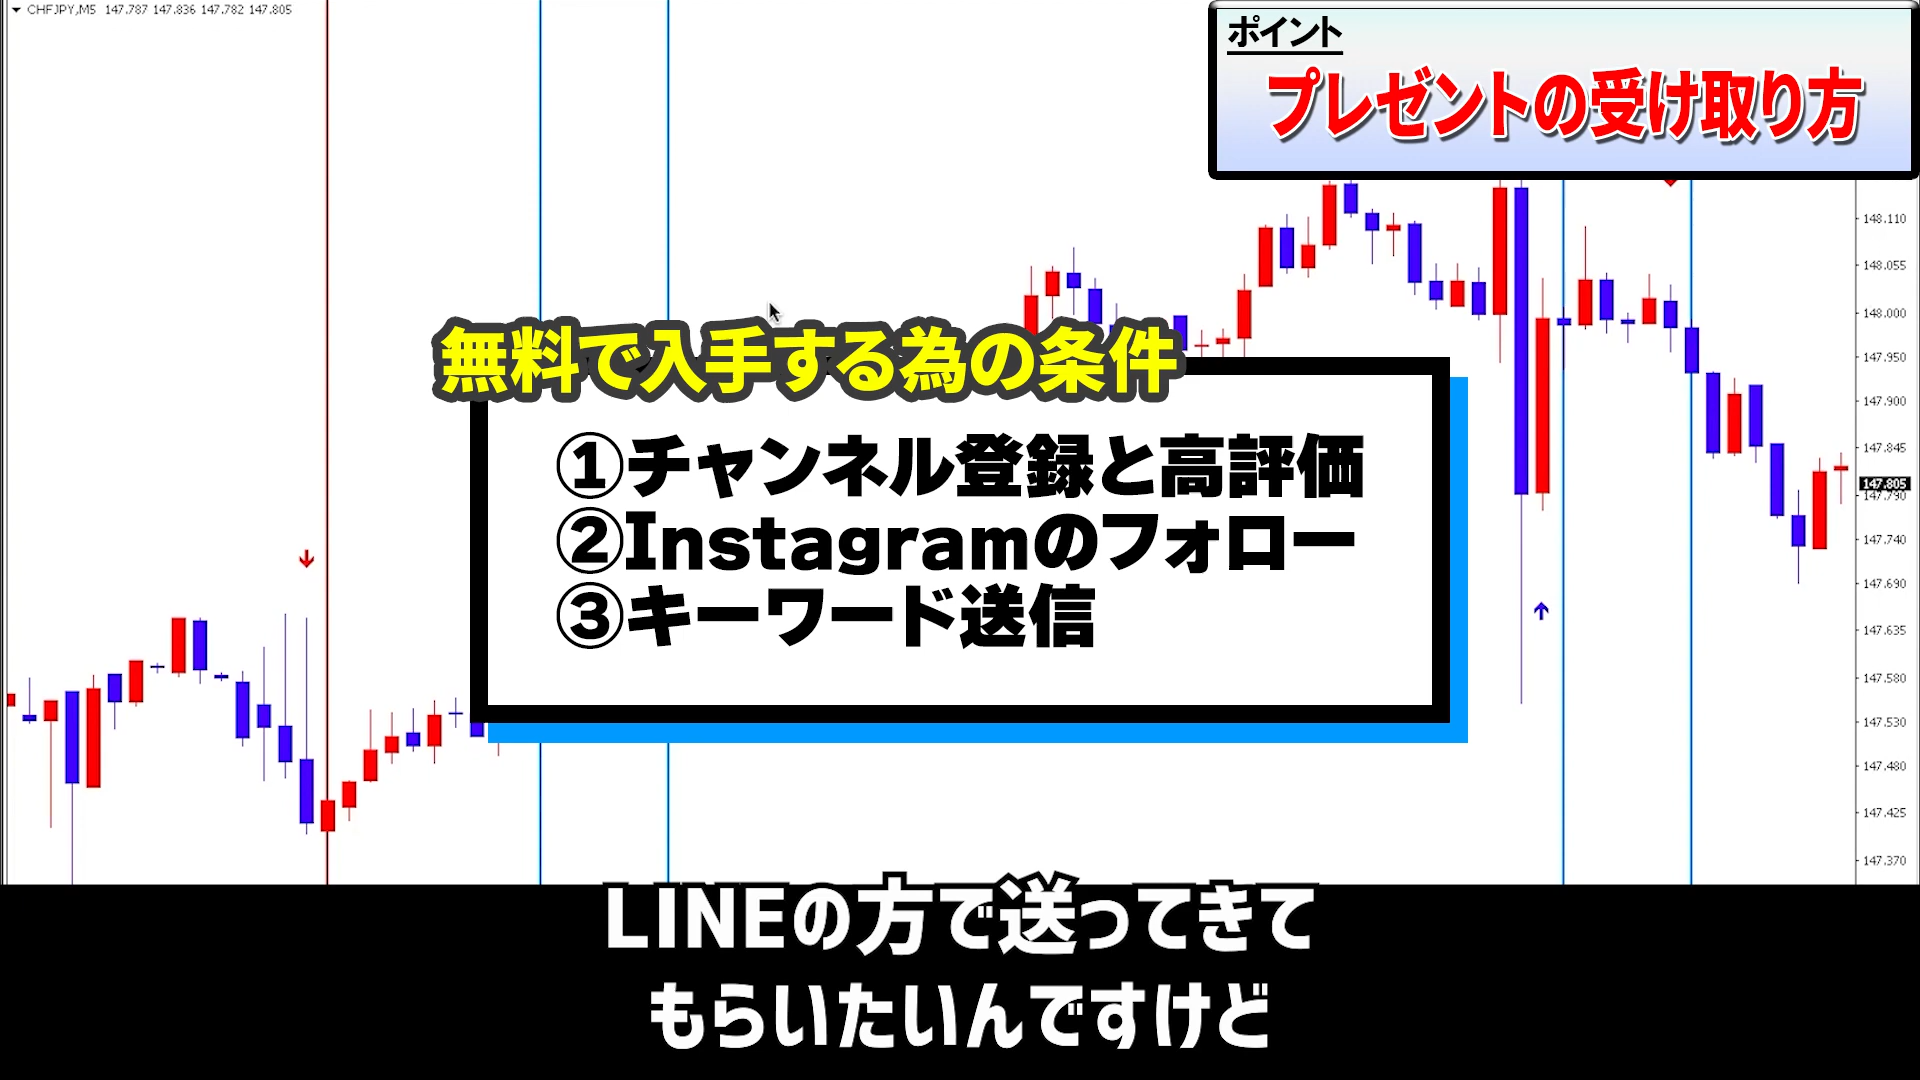 CHFJPY,M5 147.787 147.836 147.782 147.805
ポイント
プレゼントの受け取り方
148.110
148.055
148.000
147.950
147.900
147.845
147.805
147.790
147.740
147.690
147.635
147.580
147.530
147.480
147.425
147.370
無料で入手する為の条件
①チャンネル登録と高評価
②Instagramのフォロー
③キーワード送信
LINEの方で送ってきて
もらいたいんですけど